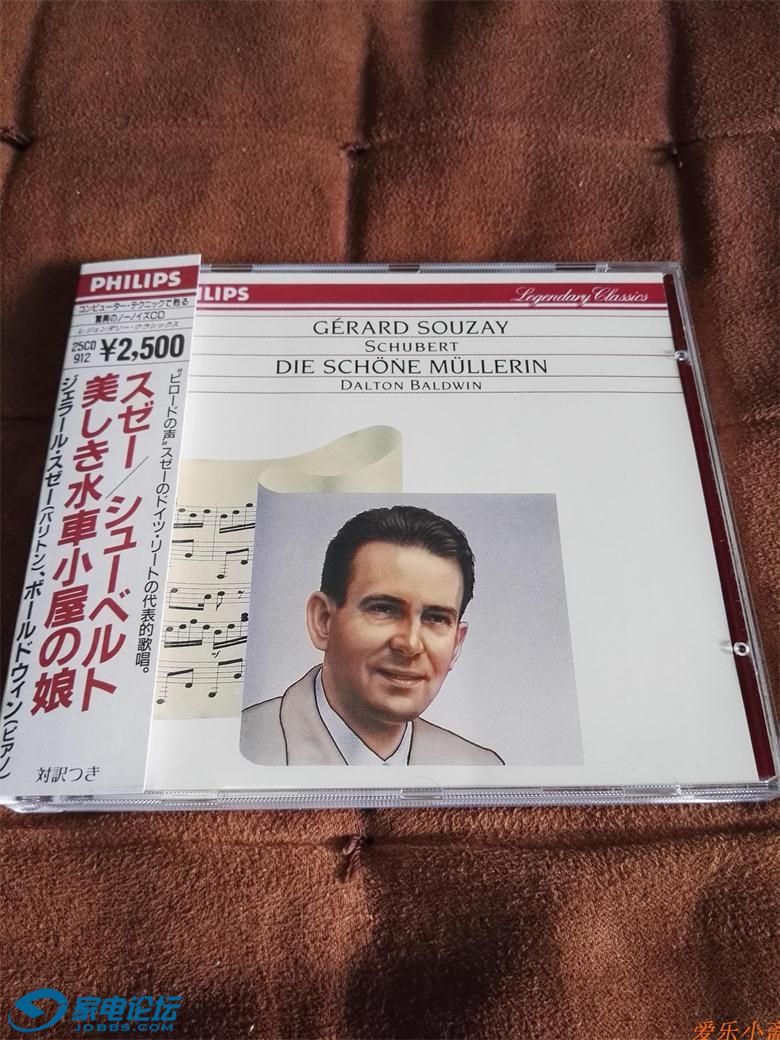 PHILIPS
コンピューター・テクニックで甦る
驚異のノーノイズCD
レジェンダリー・クラシックス
25CD
912
¥2,500
"ビロードの声"スゼーのドイツ・リートの代表的歌唱。
スゼー／シューベルト
美しき水車小屋の娘
ジェラール・スゼー(バリトン)、ボールドウィン(ピアノ)
対訳つき
ILIPS
Legendary Classics
GÉRARD SOUZAY
SCHUBERT
DIE SCHÖNE MÜLLERIN
DALTON BALDWIN
家电论坛
JDBBS.COM
爱乐小斋